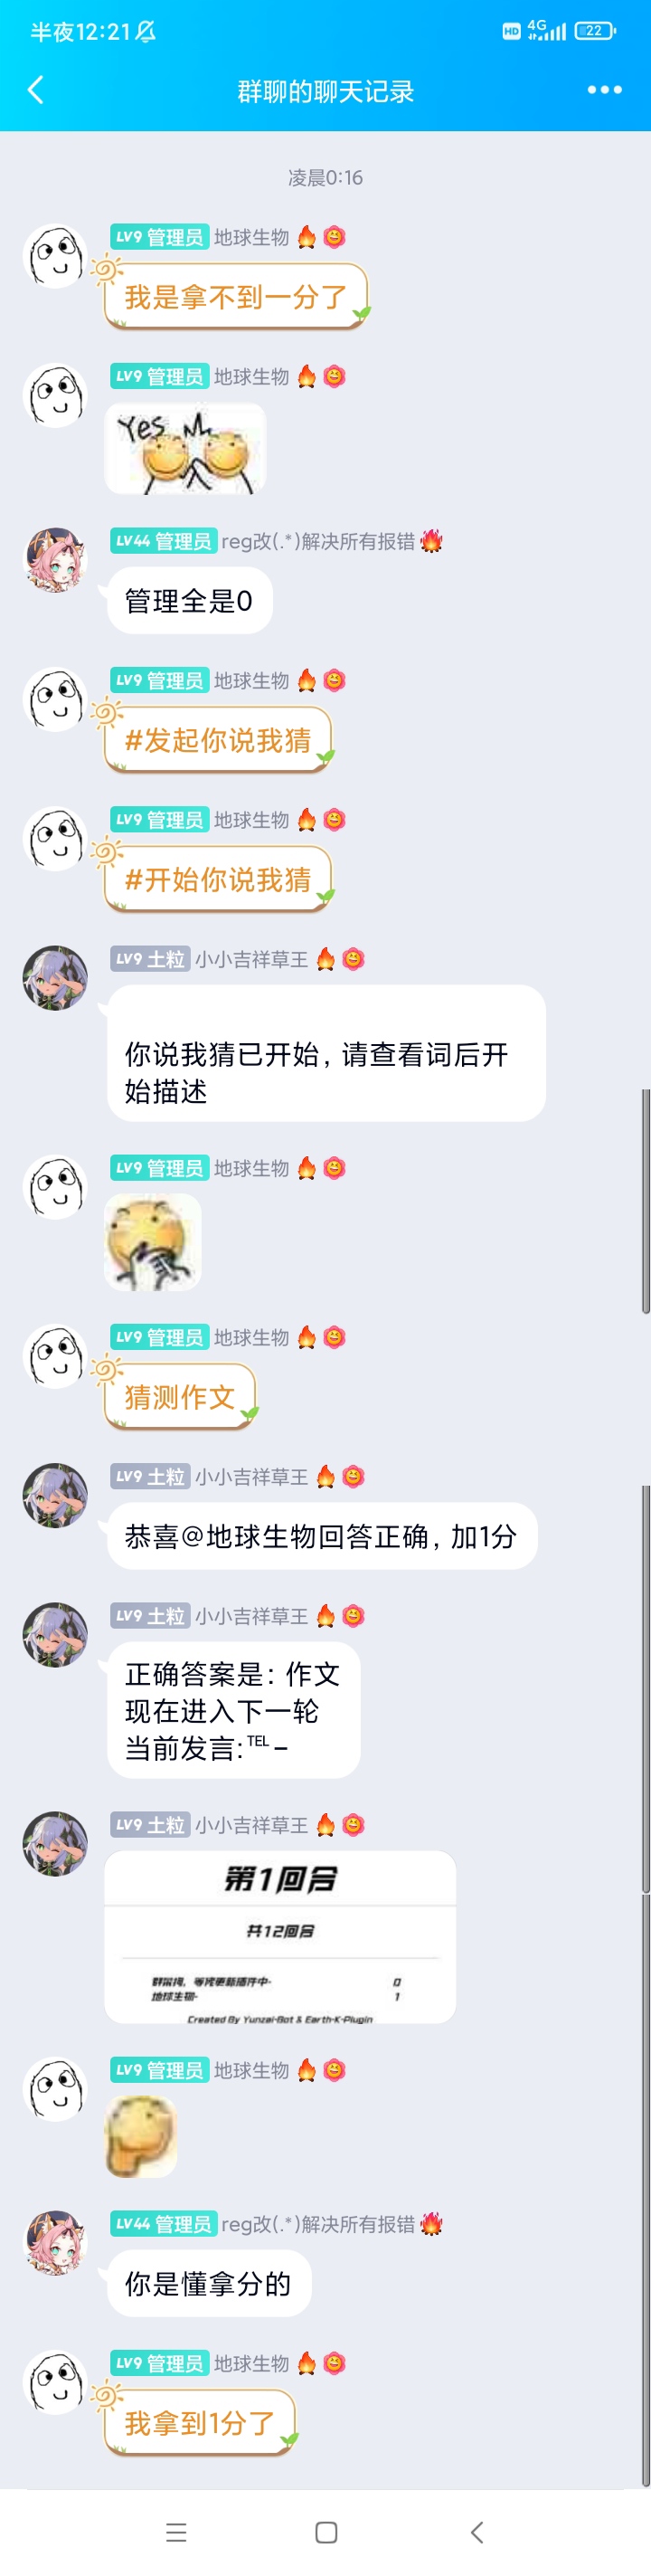 半夜12:21
HD 4G 22
群聊的聊天记录
凌晨0:16
LV9 管理员 地球生物
我是拿不到一分了
LV9 管理员 地球生物
Yes
LV44 管理员 reg改(.*)解决所有报错
管理全是0
LV9 管理员 地球生物
#发起你说我猜
LV9 管理员 地球生物
#开始你说我猜
LV9 土粒 小小吉祥草王
你说我猜已开始, 请查看词后开
始描述
LV9 管理员 地球生物
LV9 管理员 地球生物
猜测作文
LV9 土粒 小小吉祥草王
恭喜@地球生物回答正确, 加1分
LV9 土粒 小小吉祥草王
正确答案是: 作文
现在进入下一轮
当前发言:℡ –
LV9 土粒 小小吉祥草王
第1回合
共12回合
更新插件中- 0
地球生物- 1
Created By Yunzai-Bot & Earth-K-Plugin
LV9 管理员 地球生物
LV44 管理员 reg改(.*)解决所有报错
你是懂拿分的
LV9 管理员 地球生物
我拿到1分了